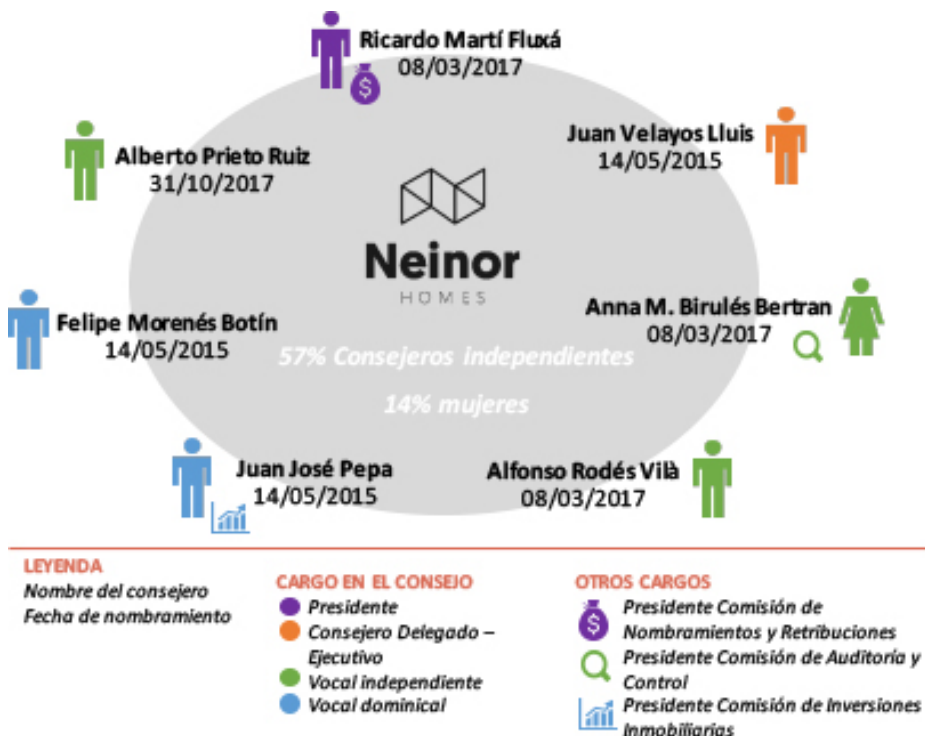 Ricardo Martí Fluxá
08/03/2017
Juan Velayos Lluis
14/05/2015
Alberto Prieto Ruiz
31/10/2017
Neinor
HOMES
Anna M. Birulés Bertran
08/03/2017
Felipe Morenés Botín
14/05/2015
57% Consejeros independientes
14% mujeres
Juan José Pepa
14/05/2015
Alfonso Rodés Vilà
08/03/2017
LEYENDA
Nombre del consejero
Fecha de nombramiento
CARGO EN EL CONSEJO
Presidente
Consejero Delegado –
Ejecutivo
Vocal independiente
Vocal dominical
OTROS CARGOS
$ Presidente Comisión de
Nombramientos y Retribuciones
Presidente Comisión de Auditoría y
Control
Presidente Comisión de Inversiones
Inmobiliarias